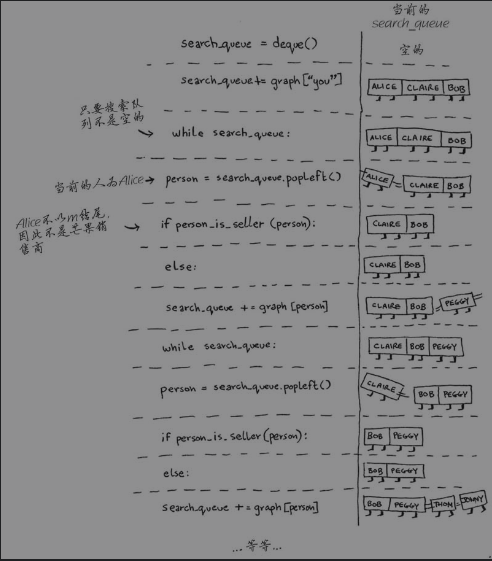 当前的
search_queue
search_queue = deque()
空的
search_queue += graph["you"]
ALICE CLAIRE BOB
只要搜索队
列不是空的
while search_queue:
ALICE CLAIRE BOB
当前的人为Alice
person = search_queue.popleft()
ALICE CLAIRE BOB
Alice不以m结尾,
因此不是芒果销
售商
if person_is_seller (person):
CLAIRE BOB
else:
CLAIRE BOB
search_queue += graph [person]
CLAIRE BOB PEGGY
while search_queue:
CLAIRE BOB PEGGY
person = search_queue.popleft()
CLAIRE BOB PEGGY
if person_is_seller (person):
BOB PEGGY
else:
BOB PEGGY
search_queue += graph [person]
BOB PEGGY THOM JONNY
...等等...